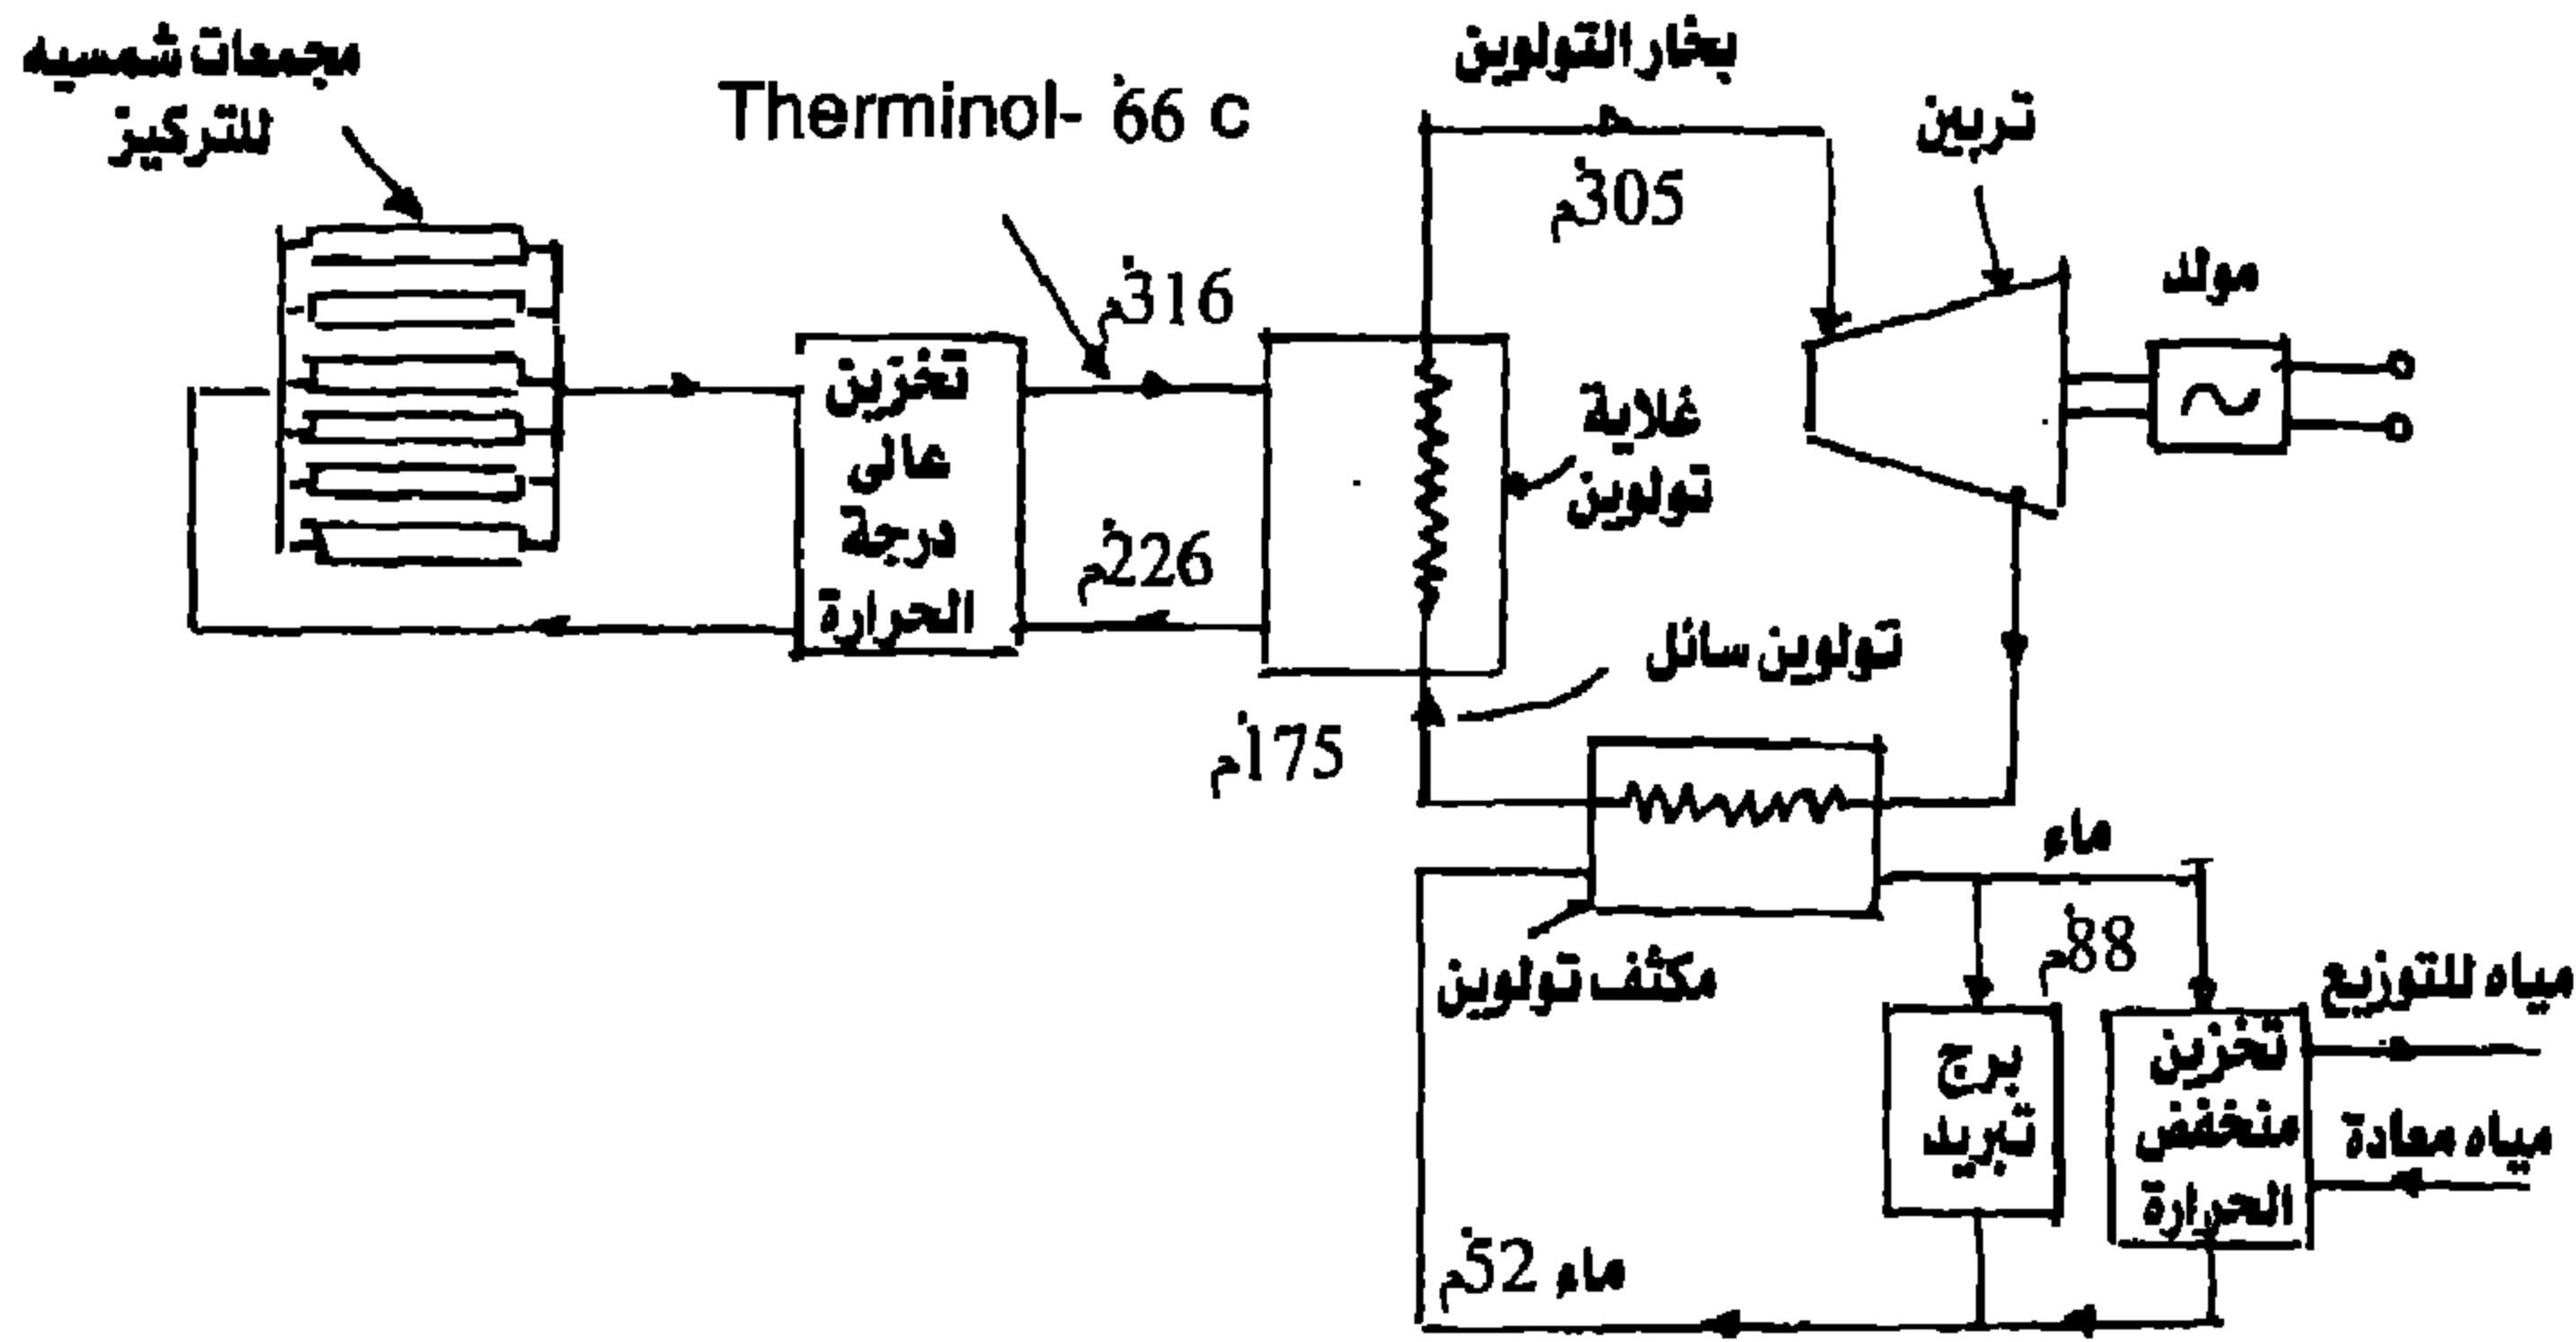 مجمعات شمسيه
للتركيز
Therminol- 66 c
بخار التولوين
305م
تربين
مولد
316م
تخزين
عالى
درجة
الحرارة
226م
غلاية
تولوين
تولوين سائل
175م
ماء
88م
مكثف تولوين
برج
تبريد
تخزين
منخفض
الحرارة
مياه للتوزيع
مياه معادة
ماء 52م